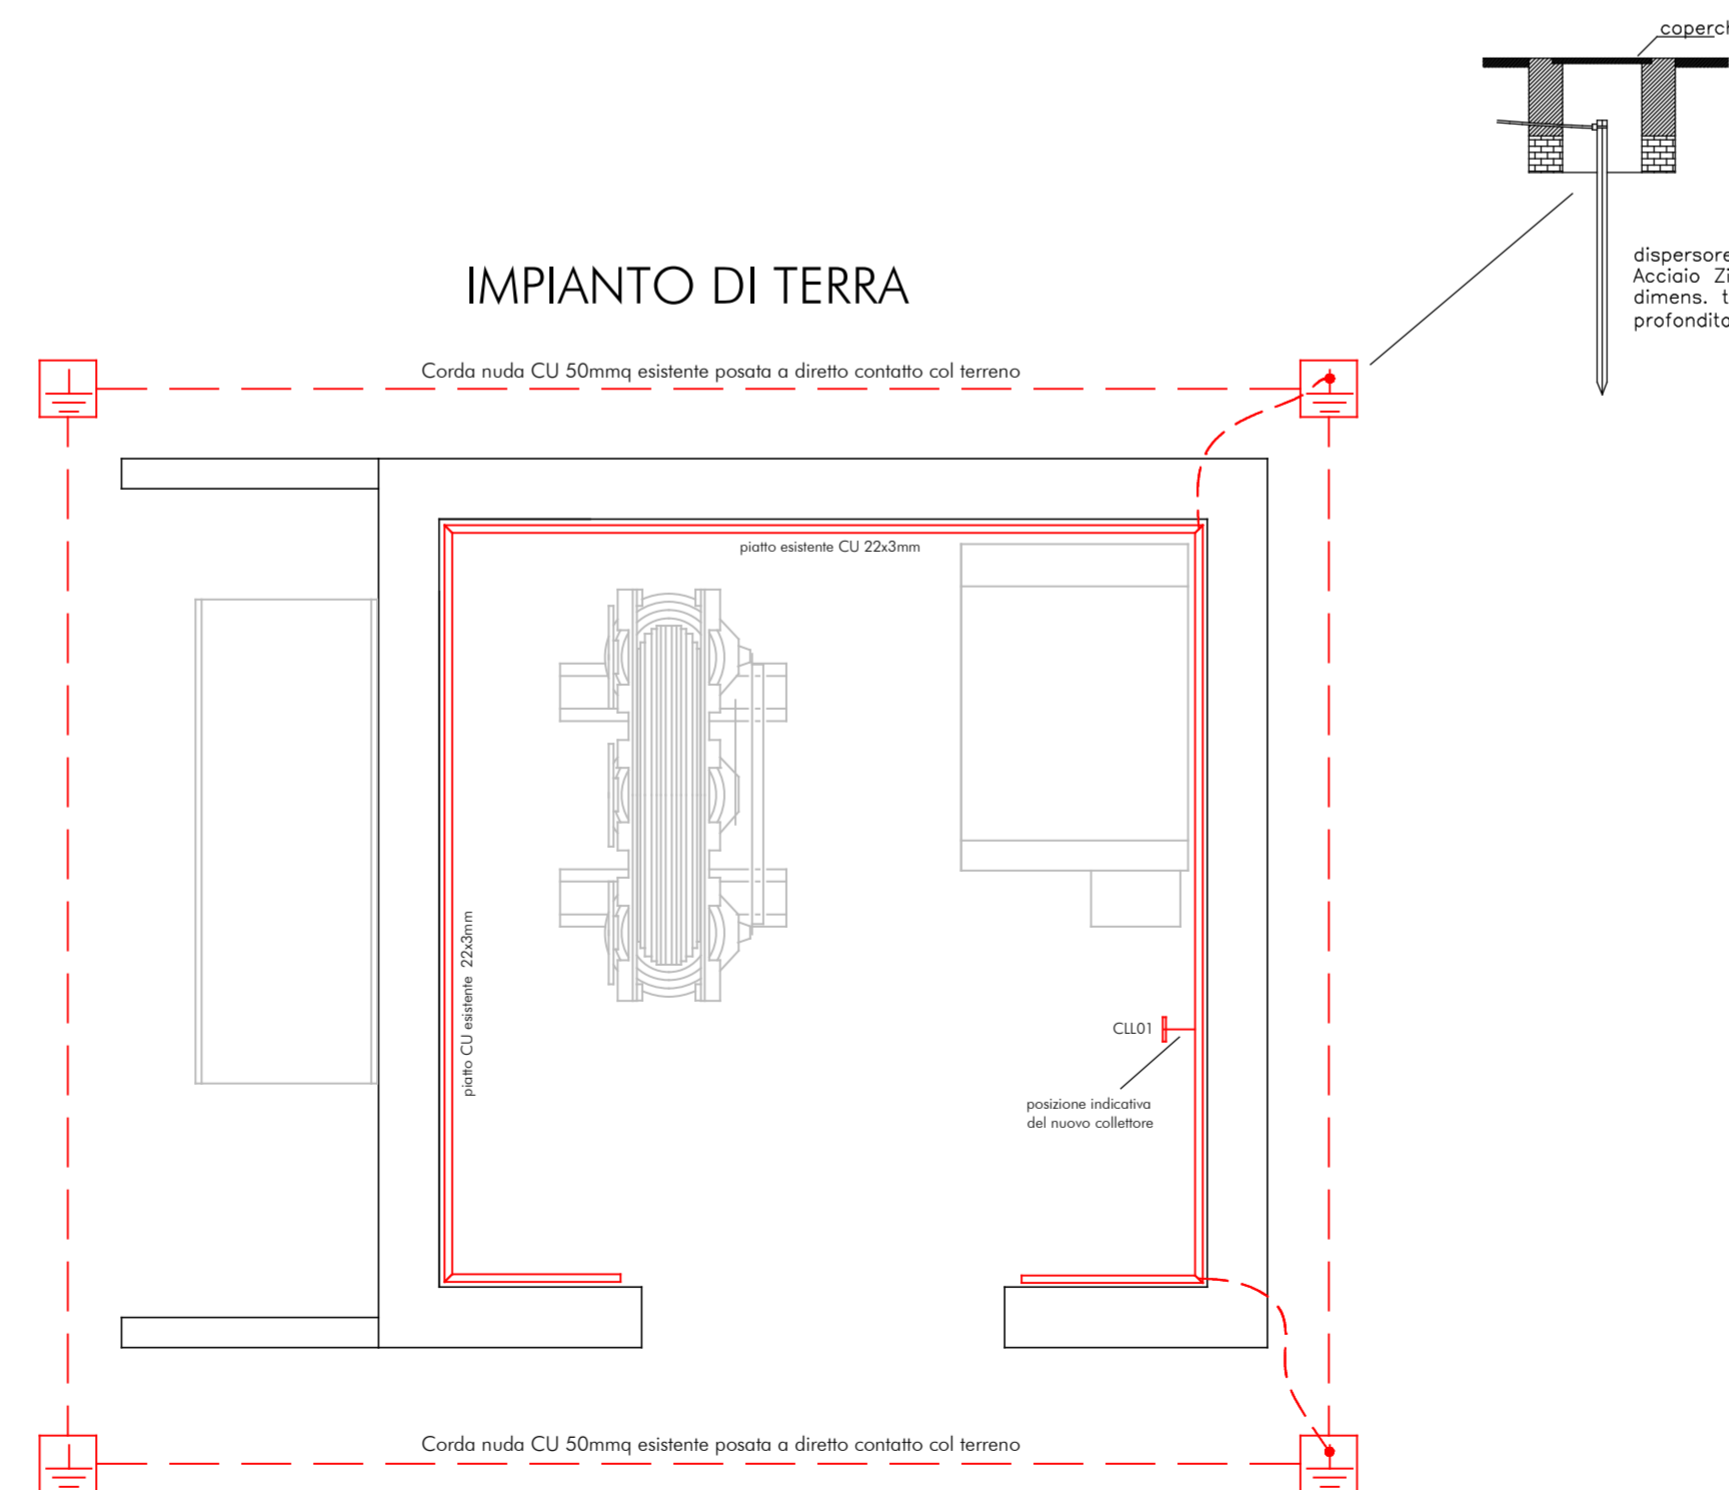 coperch
dispersore
Acciaio Zi
dimens. t
profondita
IMPIANTO DI TERRA
Corda nuda CU 50mmq esistente posata a diretto contatto col terreno
piatto esistente CU 22x3mm
piatto CU esistente 22x3mm
CLL01
posizione indicativa
del nuovo collettore
Corda nuda CU 50mmq esistente posata a diretto contatto col terreno